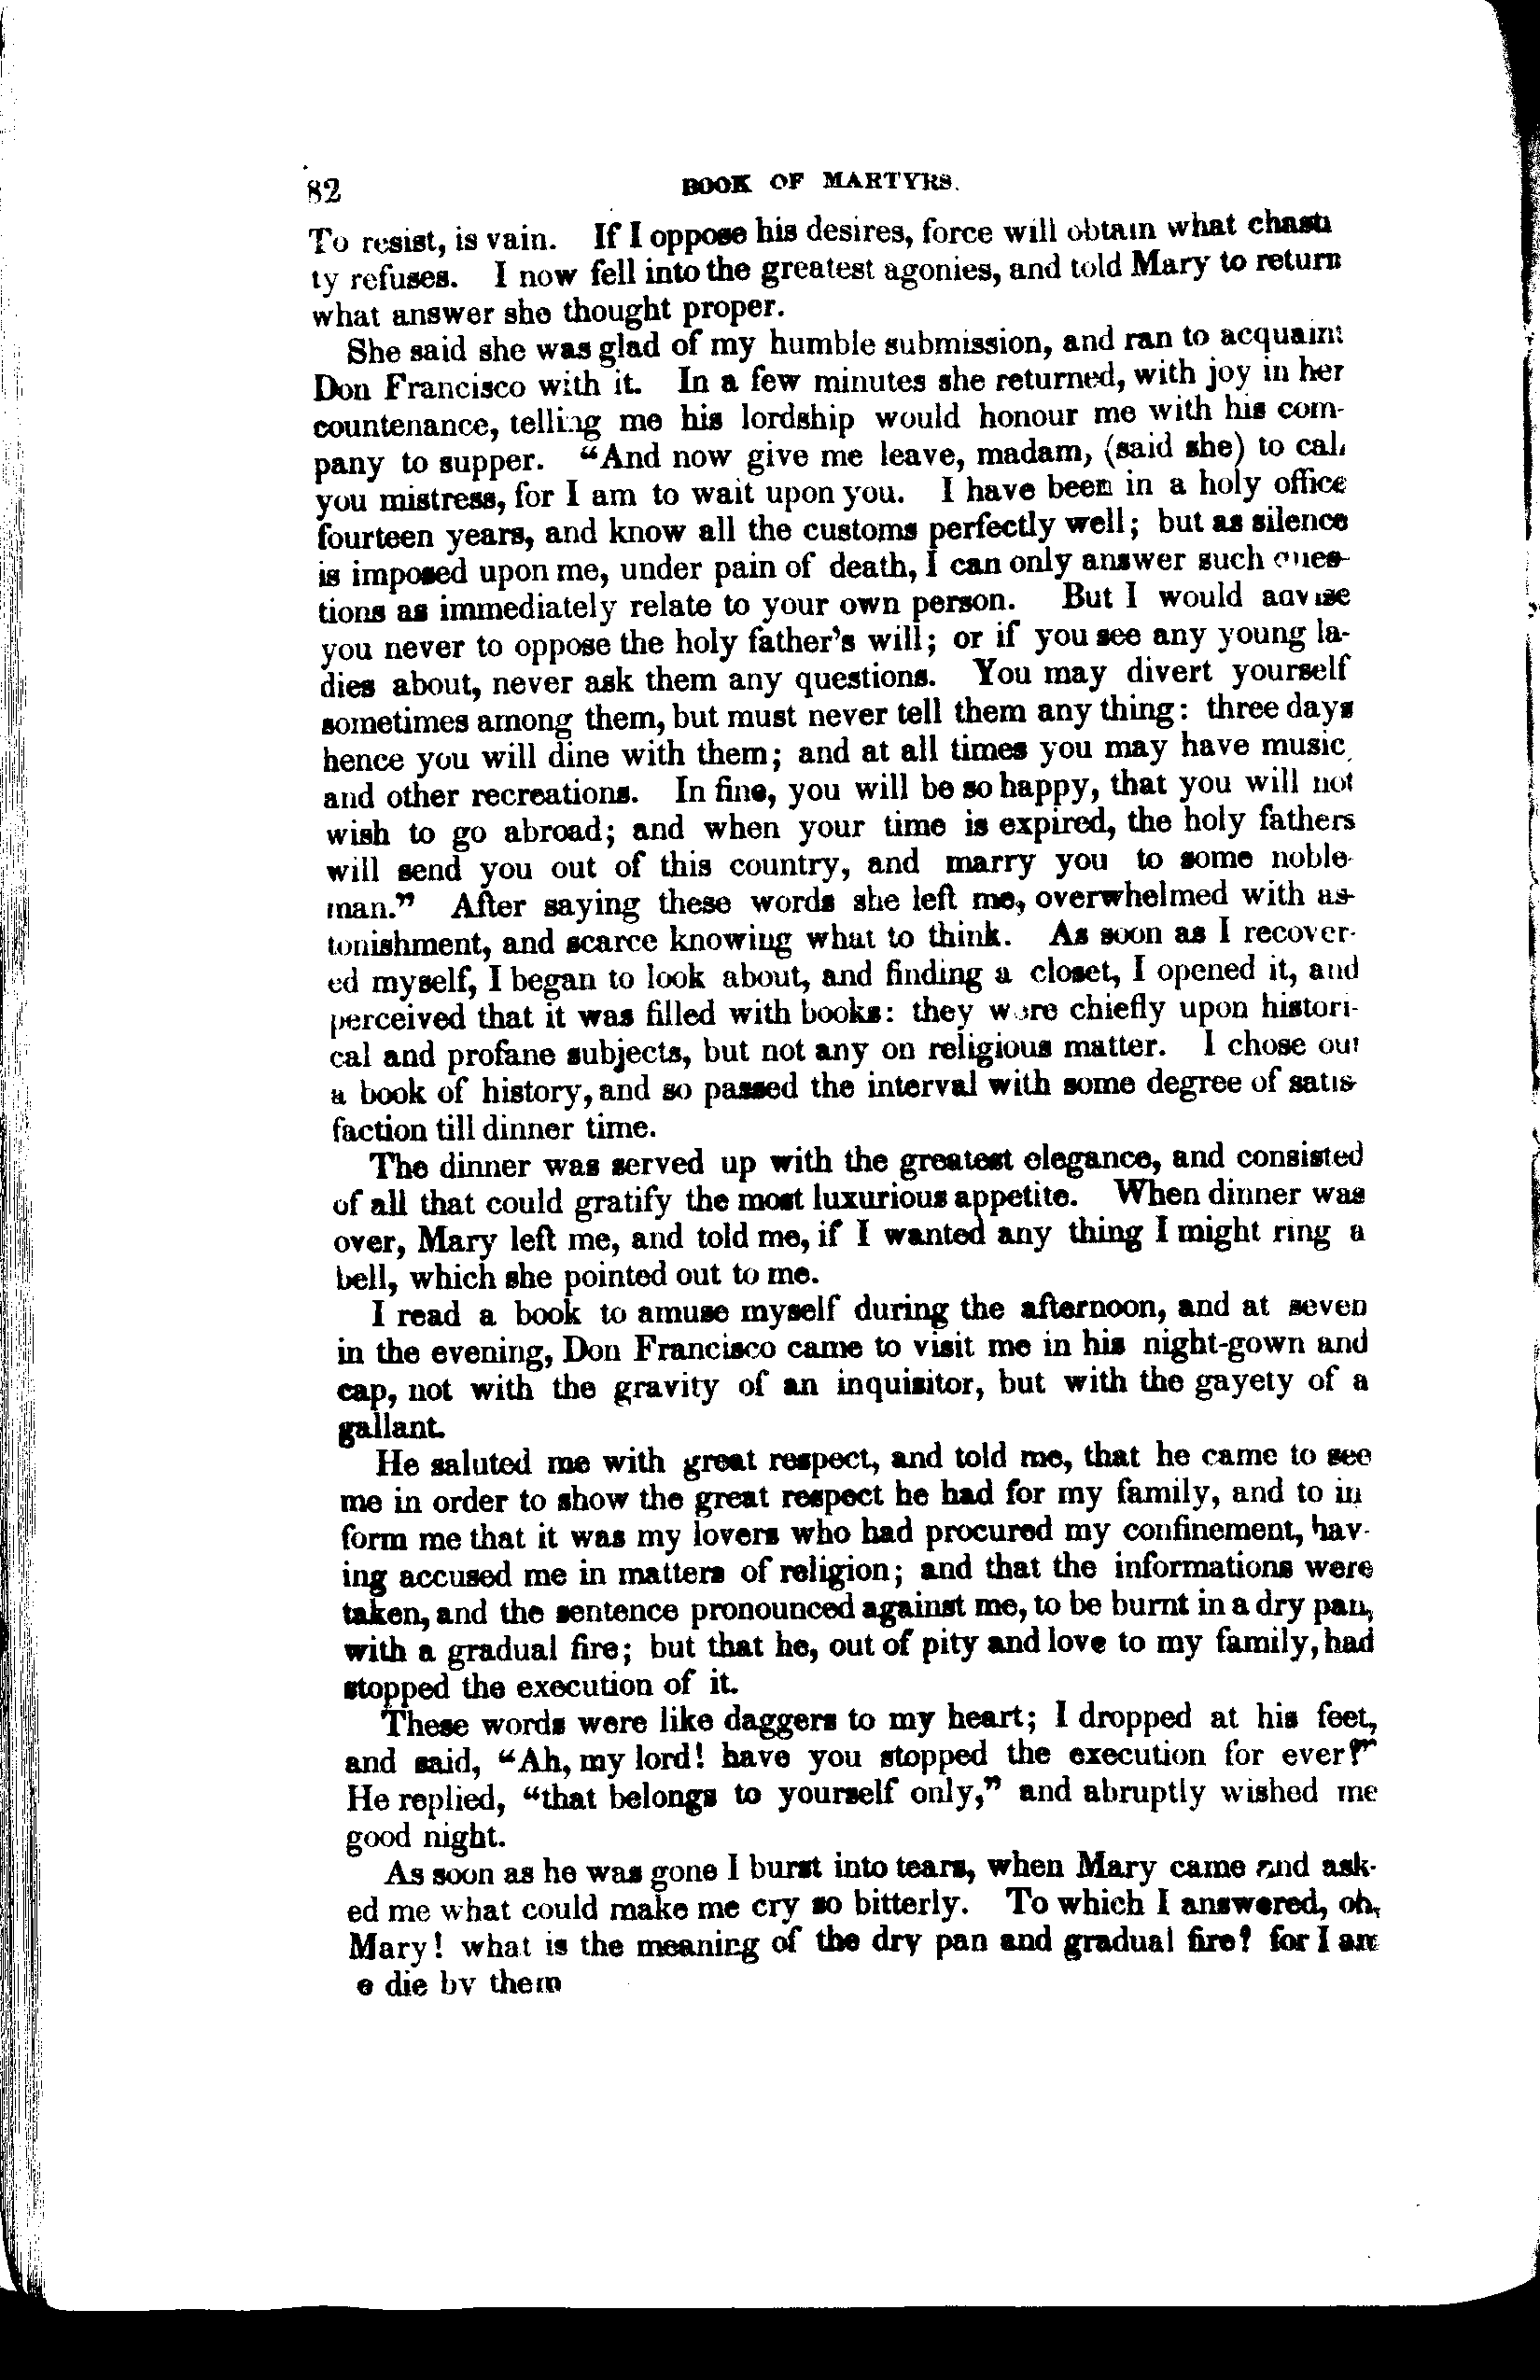 82 BOOK OF MARTYRS.
To resist, is vain. If I oppose his desires, force will obtain what chasti
ty refuses. I now fell into the greatest agonies, and told Mary to return
what answer she thought proper.
She said she was glad of my humble submission, and ran to acquaint
Don Francisco with it. In a few minutes she returned, with joy in her
countenance, telling me his lordship would honour me with his com-
pany to supper. “And now give me leave, madam, (said she) to call
you mistress, for I am to wait upon you. I have been in a holy office
fourteen years, and know all the customs perfectly well; but as silence
is imposed upon me, under pain of death, I can only answer such ques-
tions as immediately relate to your own person. But I would advise
you never to oppose the holy father's will; or if you see any young la-
dies about, never ask them any questions. You may divert yourself
sometimes among them, but must never tell them any thing: three days
hence you will dine with them; and at all times you may have music,
and other recreations. In fine, you will be so happy, that you will not
wish to go abroad; and when your time is expired, the holy fathers
will send you out of this country, and marry you to some noble-
man.” After saying these words she left me, overwhelmed with as-
tonishment, and scarce knowing what to think. As soon as I recover-
ed myself, I began to look about, and finding a closet, I opened it, and
perceived that it was filled with books: they were chiefly upon histori-
cal and profane subjects, but not any on religious matter. I chose out
a book of history, and so passed the interval with some degree of satis-
faction till dinner time.
The dinner was served up with the greatest elegance, and consisted
of all that could gratify the most luxurious appetite. When dinner was
over, Mary left me, and told me, if I wanted any thing I might ring a
bell, which she pointed out to me.
I read a book to amuse myself during the afternoon, and at seven
in the evening, Don Francisco came to visit me in his night-gown and
cap, not with the gravity of an inquisitor, but with the gayety of a
gallant.
He saluted me with great respect, and told me, that he came to see
me in order to show the great respect he had for my family, and to in
form me that it was my lovers who had procured my confinement, hav-
ing accused me in matters of religion; and that the informations were
taken, and the sentence pronounced against me, to be burnt in a dry pan,
with a gradual fire; but that he, out of pity and love to my family, had
stopped the execution of it.
These words were like daggers to my heart; I dropped at his feet,
and said, “Ah, my lord! have you stopped the execution for ever?”
He replied, “that belongs to yourself only,” and abruptly wished me
good night.
As soon as he was gone I burst into tears, when Mary came and ask-
ed me what could make me cry so bitterly. To which I answered, oh,
Mary! what is the meaning of the dry pan and gradual fire? for I am
o die by them